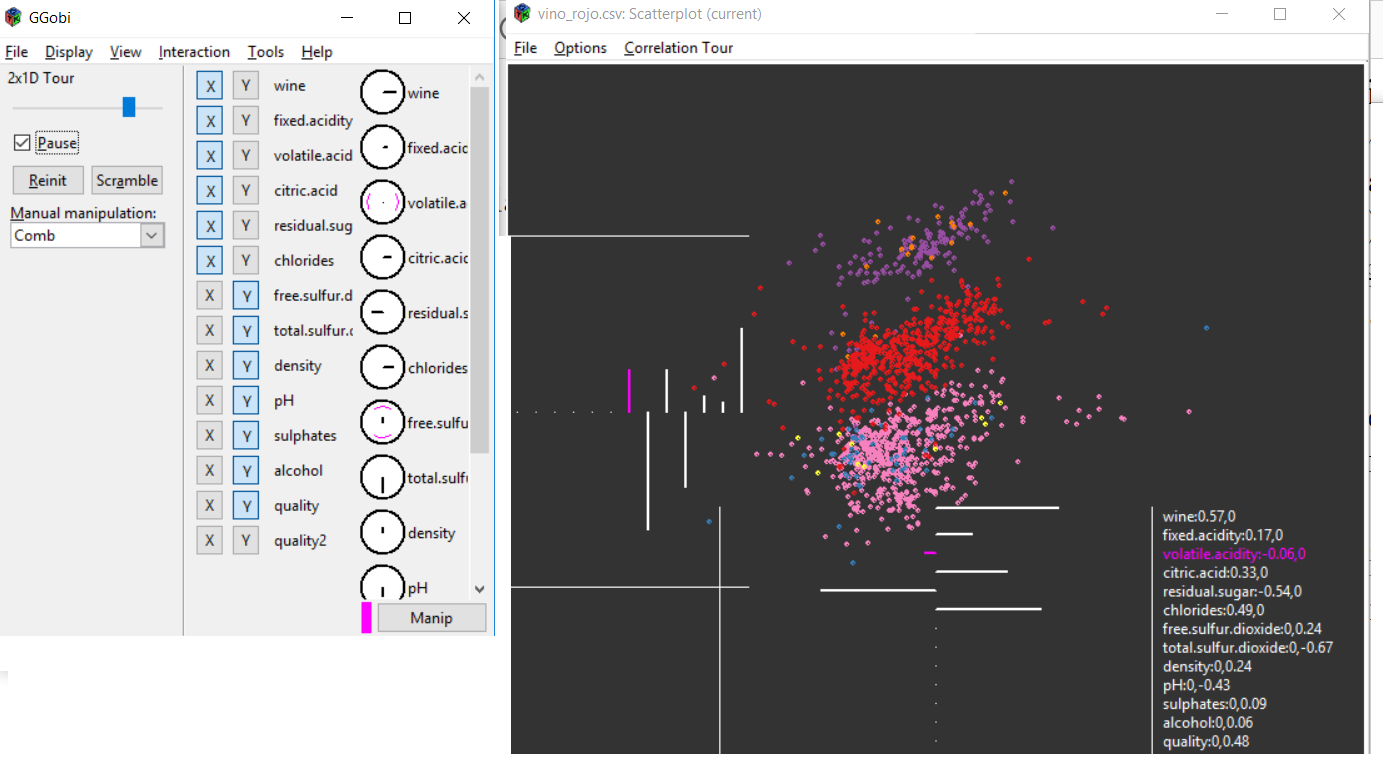 GGobi
File Display View Interaction Tools Help
2x1D Tour
Pause
Reinit Scramble
Manual manipulation:
Comb
X Y wine
X Y fixed.acidity
X Y volatile.acid
X Y citric.acid
X Y residual.sug
X Y chlorides
X Y free.sulfur.d
X Y total.sulfur.
X Y density
X Y pH
X Y sulphates
X Y alcohol
X Y quality
X Y quality2
wine
fixed.acid
volatile.a
citric.acid
residual.s
chlorides
free.sulfu
total.sulfu
density
pH
Manip
vino_rojo.csv: Scatterplot (current)
File Options Correlation Tour
wine:0.57,0
fixed.acidity:0.17,0
volatile.acidity:-0.06,0
citric.acid:0.33,0
residual.sugar:-0.54,0
chlorides:0.49,0
free.sulfur.dioxide:0,0.24
total.sulfur.dioxide:0,-0.67
density:0,0.24
pH:0,-0.43
sulphates:0,0.09
alcohol:0,0.06
quality:0,0.48